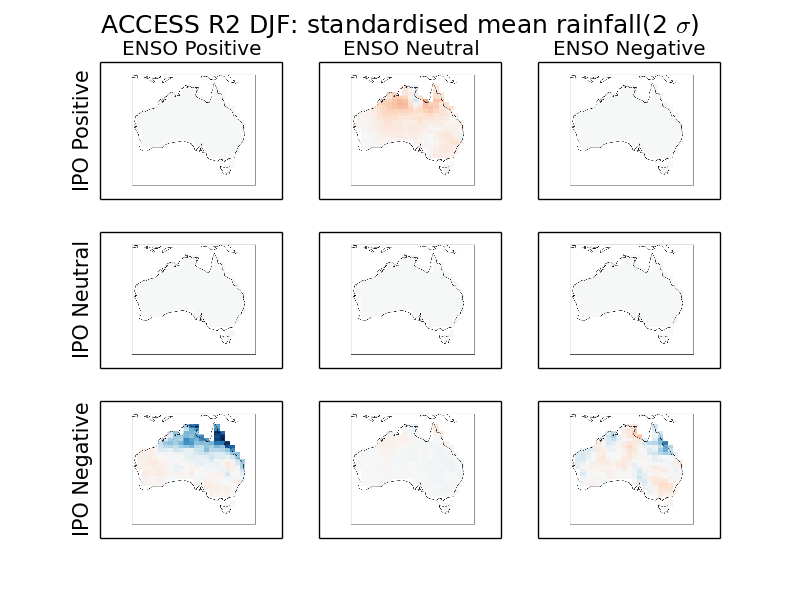 ACCESS R2 DJF: standardised mean rainfall(2 σ)
ENSO Positive ENSO Neutral ENSO Negative
IPO Positive
IPO Neutral
IPO Negative